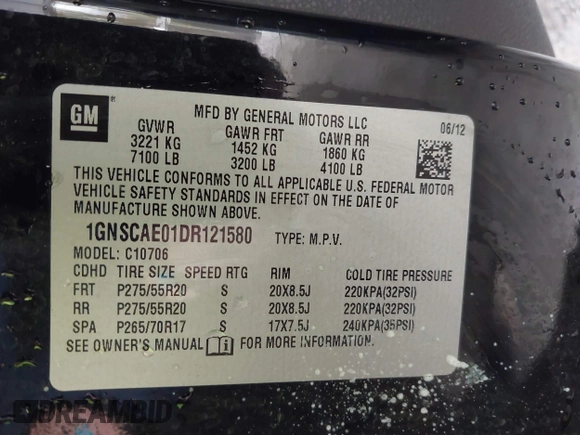 GM
MFD BY GENERAL MOTORS LLC
06/12
GVWR GAWR FRT GAWR RR
3221 KG 1452 KG 1860 KG
7100 LB 3200 LB 4100 LB
THIS VEHICLE CONFORMS TO ALL APPLICABLE U.S. FEDERAL MOTOR
VEHICLE SAFETY STANDARDS IN EFFECT ON THE DATE OF
MANUFACTURE SHOWN ABOVE.
1GNSCAE01DR121580 TYPE: M.P.V.
MODEL: C10706
CDHD TIRE SIZE SPEED RTG RIM COLD TIRE PRESSURE
FRT P275/55R20 S 20X8.5J 220KPA(32PSI)
RR P275/55R20 S 20X8.5J 220KPA(32PSI)
SPA P265/70R17 S 17X7.5J 240KPA(35PSI)
SEE OWNER'S MANUAL FOR MORE INFORMATION.
DREAMBID